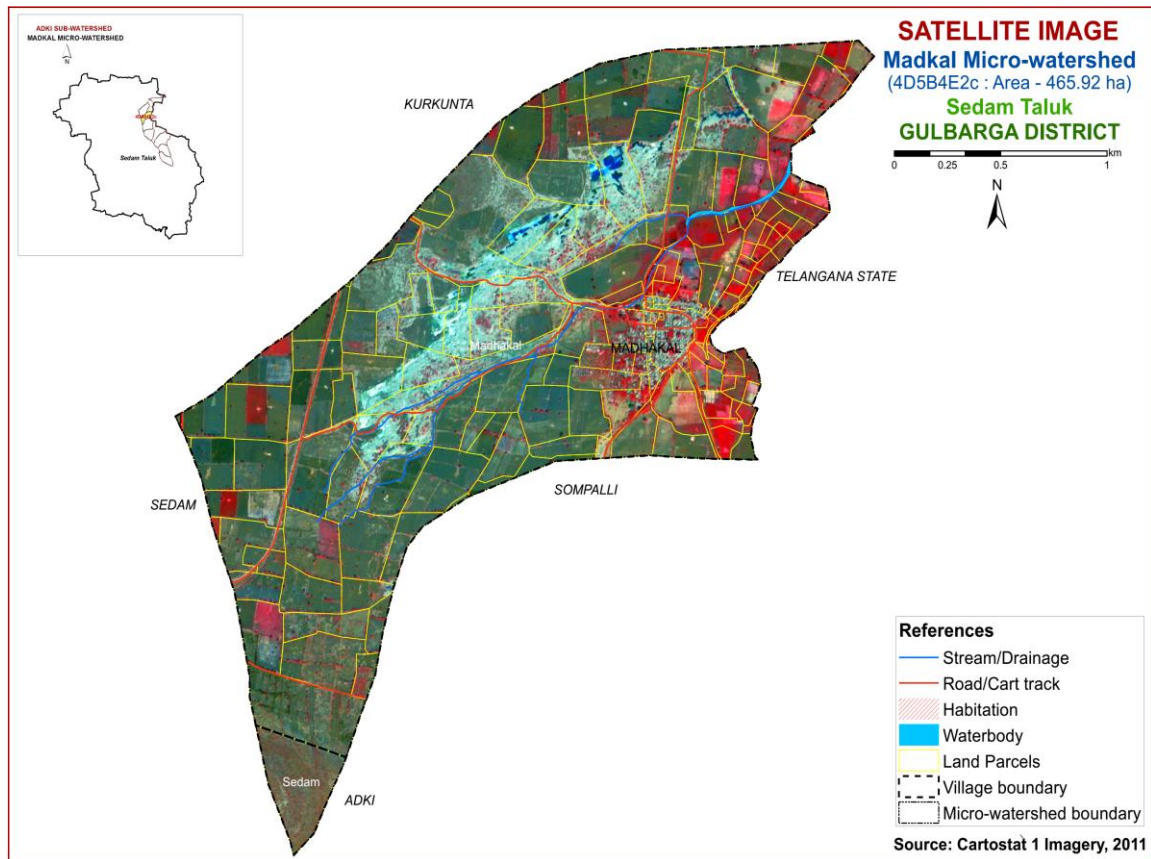 ADKI SUB-WATERSHED
MADKAL MICRO-WATERSHED
N
Sedam Taluk
SATELLITE IMAGE
Madkal Micro-watershed
(4D5B4E2c : Area - 465.92 ha)
Sedam Taluk
GULBARGA DISTRICT
km
0 0.25 0.5 1
N
KURKUNTA
TELANGANA STATE
Madhakal
MADHAKAL
SOMPALLI
SEDAM
Sedam
ADKI
References
Stream/Drainage
Road/Cart track
Habitation
Waterbody
Land Parcels
Village boundary
Micro-watershed boundary
Source: Cartostat 1 Imagery, 2011